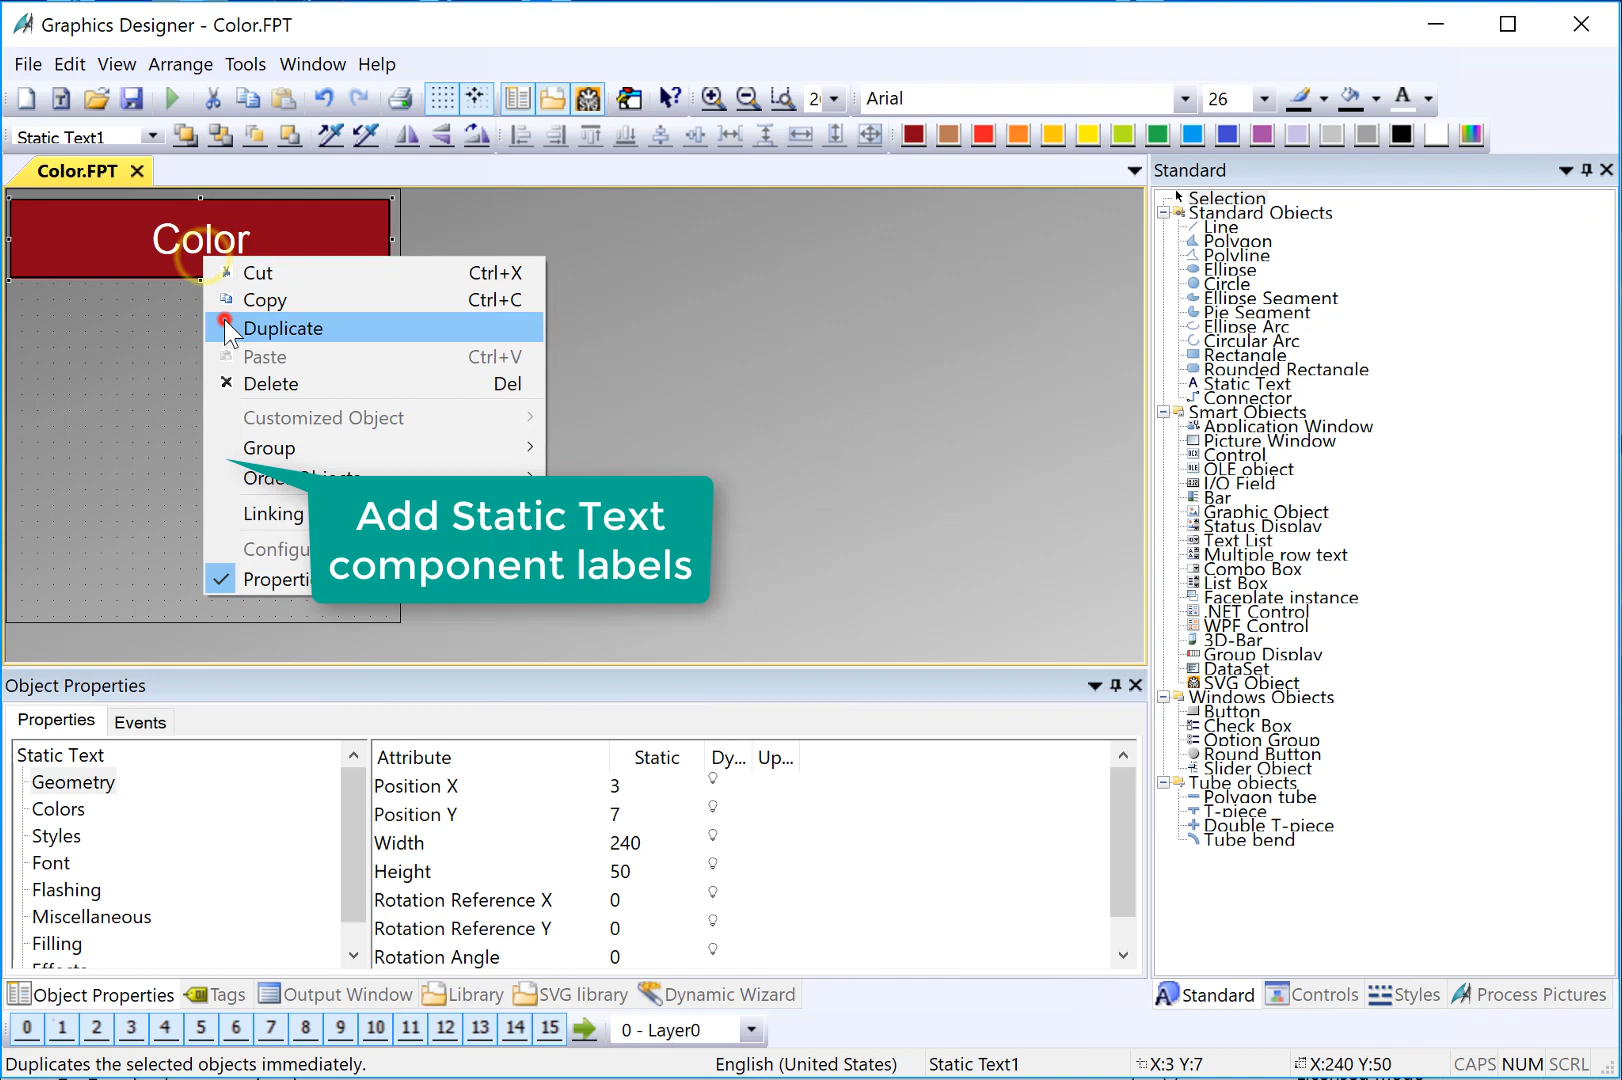 Graphics Designer - Color.FPT
File Edit View Arrange Tools Window Help
Arial 26
Static Text1
Color.FPT
Standard
Color
Cut Ctrl+X
Copy Ctrl+C
Duplicate
Paste Ctrl+V
Delete Del
Customized Object
Group
Linking
Add Static Text
component labels
Selection
Standard Objects
Line
Polygon
Polyline
Ellipse
Circle
Ellipse Segment
Pie Segment
Ellipse Arc
Circular Arc
Rectangle
Rounded Rectangle
Static Text
Connector
Smart Objects
Application Window
Picture Window
Control
OLE object
I/O Field
Bar
Graphic Object
Status Display
Text List
Multiple row text
Combo Box
List Box
Faceplate instance
.NET Control
WPF Control
3D-Bar
Group Display
DataSet
SVG Object
Windows Objects
Button
Check Box
Option Group
Round Button
Slider Object
Tube objects
Polygon tube
T-piece
Double T-piece
Tube bend
Object Properties
Properties Events
Static Text
Geometry
Colors
Styles
Font
Flashing
Miscellaneous
Filling
Attribute Static Dy... Up...
Position X 3
Position Y 7
Width 240
Height 50
Rotation Reference X 0
Rotation Reference Y 0
Rotation Angle 0
Object Properties Tags Output Window Library SVG library Dynamic Wizard
Standard Controls Styles Process Pictures
0 1 2 3 4 5 6 7 8 9 10 11 12 13 14 15 0 - Layer0
Duplicates the selected objects immediately. English (United States) Static Text1 X:3 Y:7 X:240 Y:50 CAPS NUM SCRL